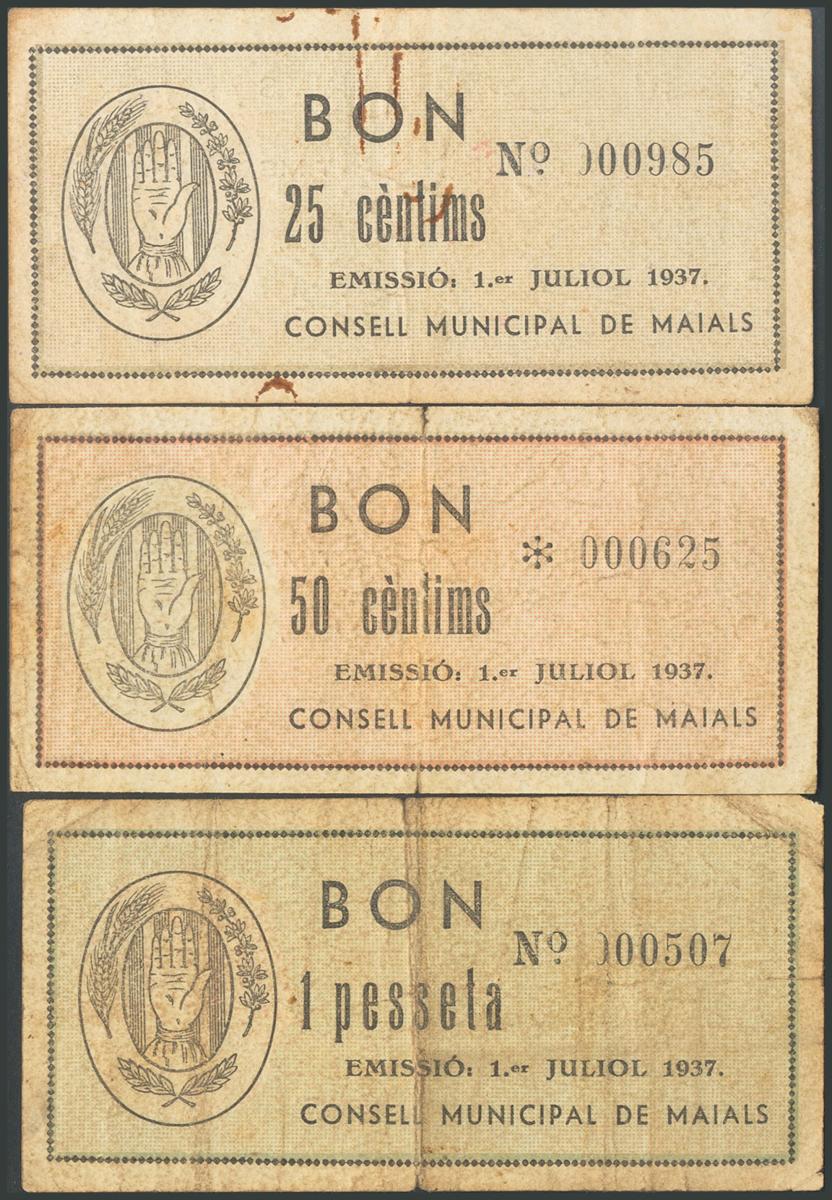 BON
Nº 000985
25 cèntims
EMISSIÓ: 1.er JULIOL 1937.
CONSELL MUNICIPAL DE MAIALS
BON
* 000625
50 cèntims
EMISSIÓ: 1.er JULIOL 1937.
CONSELL MUNICIPAL DE MAIALS
BON
Nº 000507
1 pesseta
EMISSIÓ: 1.er JULIOL 1937.
CONSELL MUNICIPAL DE MAIALS